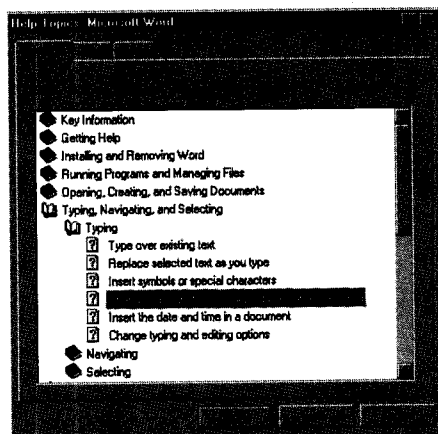 Help Topics: Microsoft Word
Key Information
Getting Help
Installing and Removing Word
Running Programs and Managing Files
Opening, Creating, and Saving Documents
Typing, Navigating, and Selecting
Typing
Type over existing text
Replace selected text as you type
Insert symbols or special characters
Insert the date and time in a document
Change typing and editing options
Navigating
Selecting